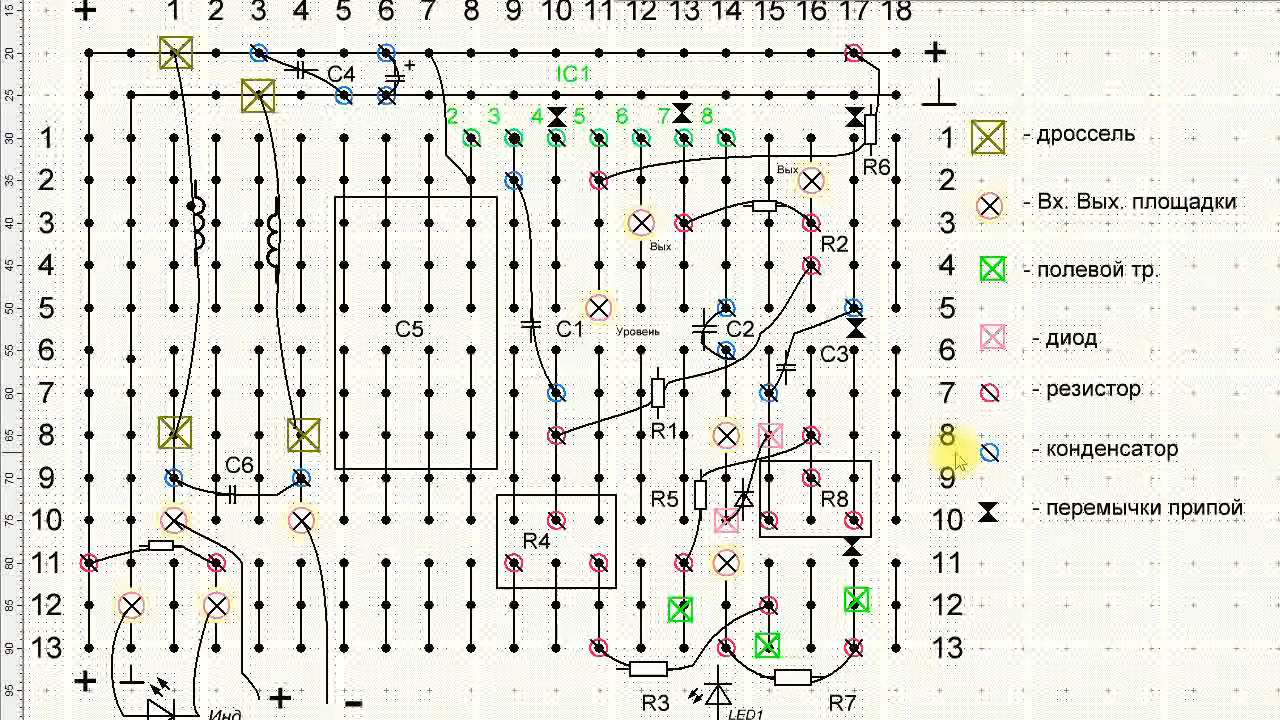 + 1 2 3 4 5 6 7 8 9 10 11 12 13 14 15 16 17 18
15
20 +
C4 +
IC1
25 ⊥
2 3 4 5 6 7 8
30 1 1 - дроссель
R6
Вых
35 2 2 - Вх. Вых. площадки
40 3 3
R2
Вых
45 4 4 - полевой тр.
50 5 5
C5 C1 Уровень C2
- диод
55 6 C3 6
60 7 7 - резистор
R1
65 8 8
C6 - конденсатор
70 9 9
R5 R8
- перемычки припой
75 10 10
R4
80 11 11
85 12 12
90 13 13
+ ⊥
95 + - R3 R7
Инд LED1